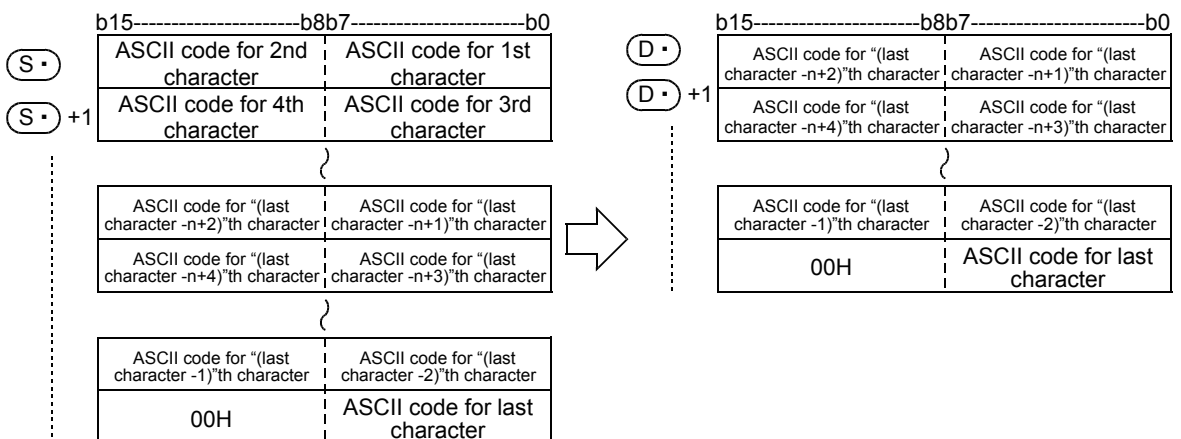 b15----------------------b8b7-----------------------b0
S・
ASCII code for 2nd
character
ASCII code for 1st
character
S・ +1
ASCII code for 4th
character
ASCII code for 3rd
character
ASCII code for “(last
character -n+2)”th character
ASCII code for “(last
character -n+1)”th character
ASCII code for “(last
character -n+4)”th character
ASCII code for “(last
character -n+3)”th character
ASCII code for “(last
character -1)”th character
ASCII code for “(last
character -2)”th character
00H
ASCII code for last
character
b15----------------------b8b7-----------------------b0
D・
ASCII code for “(last
character -n+2)”th character
ASCII code for “(last
character -n+1)”th character
D・ +1
ASCII code for “(last
character -n+4)”th character
ASCII code for “(last
character -n+3)”th character
ASCII code for “(last
character -1)”th character
ASCII code for “(last
character -2)”th character
00H
ASCII code for last
character